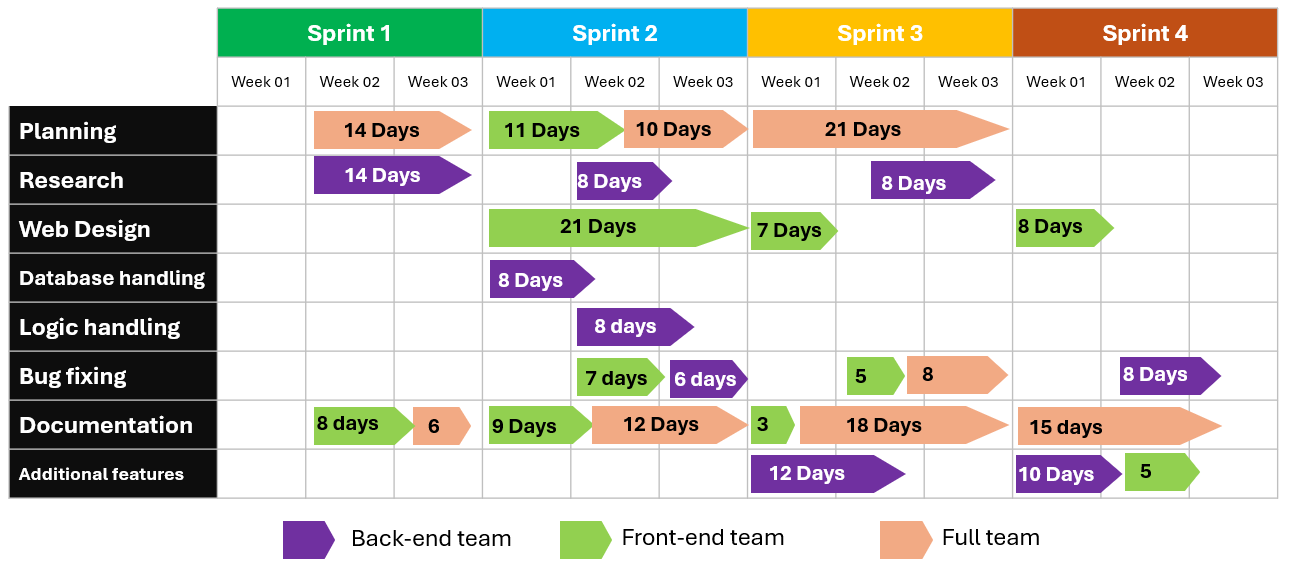 Sprint 1 Sprint 2 Sprint 3 Sprint 4
Week 01 Week 02 Week 03 Week 01 Week 02 Week 03 Week 01 Week 02 Week 03 Week 01 Week 02 Week 03
Planning 14 Days 11 Days 10 Days 21 Days
Research 14 Days 8 Days 8 Days
Web Design 21 Days 7 Days 8 Days
Database handling 8 Days
Logic handling 8 days
Bug fixing 7 days 6 days 5 8 8 Days
Documentation 8 days 6 9 Days 12 Days 3 18 Days 15 days
Additional features 12 Days 10 Days 5
Back-end team Front-end team Full team